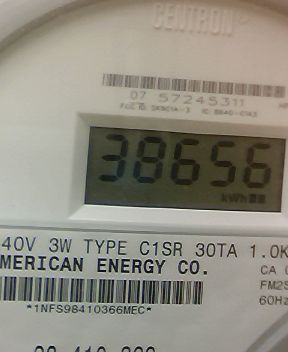 CENTRON®
07 57245311
38656
kWh
40V 3W TYPE C1SR 30TA 1.0K
MERICAN ENERGY CO.
CA
FM2S
60Hz
*1NFS98410366MEC*